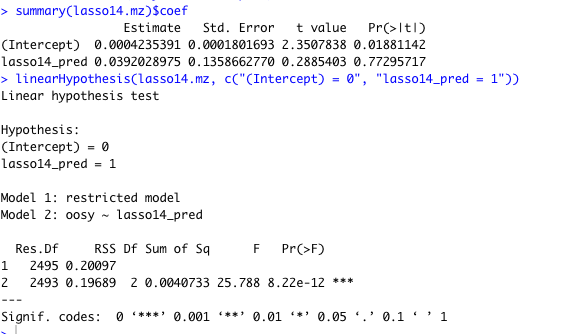 > summary(lasso14.mz)$coef
Estimate Std. Error t value Pr(>|t|)
(Intercept) 0.0004235391 0.0001801693 2.3507838 0.01881142
lasso14_pred 0.0392028975 0.1358662770 0.2885403 0.77295717
> linearHypothesis(lasso14.mz, c("(Intercept) = 0", "lasso14_pred = 1"))
Linear hypothesis test
Hypothesis:
(Intercept) = 0
lasso14_pred = 1
Model 1: restricted model
Model 2: oosy ~ lasso14_pred
Res.Df RSS Df Sum of Sq F Pr(>F)
1 2495 0.20097
2 2493 0.19689 2 0.0040733 25.788 8.22e-12 ***
---
Signif. codes: 0 ‘***’ 0.001 ‘**’ 0.01 ‘*’ 0.05 ‘.’ 0.1 ‘ ’ 1
>